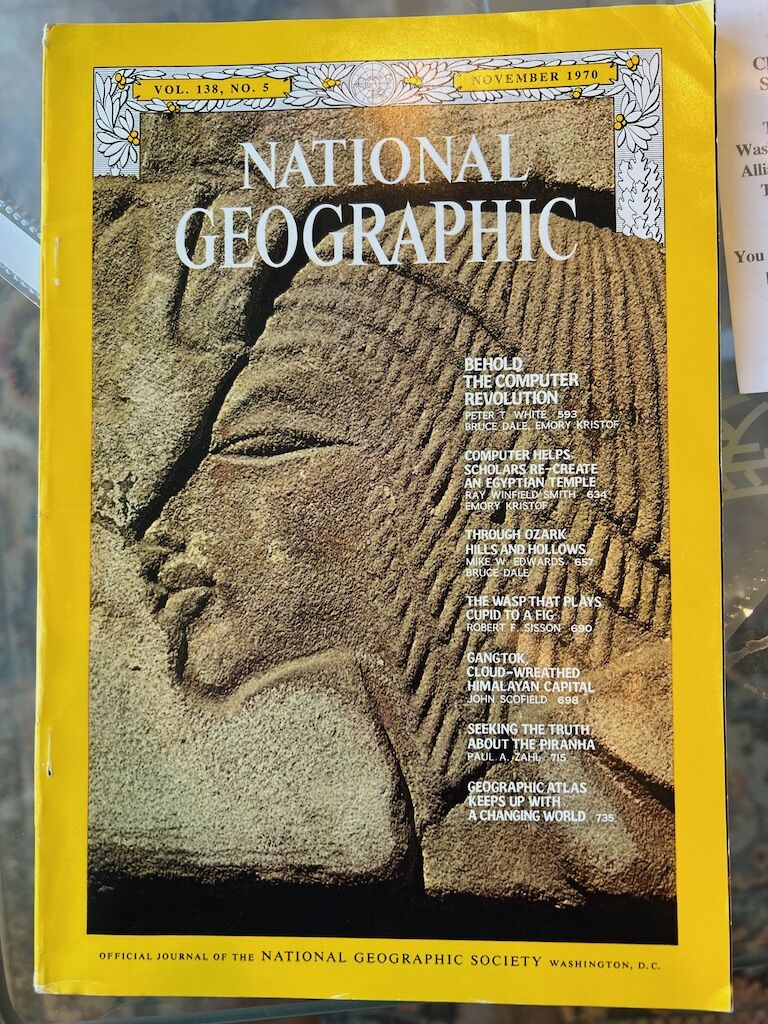 VOL. 138, NO. 5
NOVEMBER 1970
NATIONAL
GEOGRAPHIC
BEHOLD
THE COMPUTER
REVOLUTION
PETER T. WHITE 593
BRUCE DALE, EMORY KRISTOF
COMPUTER HELPS
SCHOLARS RE-CREATE
AN EGYPTIAN TEMPLE
RAY WINFIELD SMITH 634
EMORY KRISTOF
THROUGH OZARK
HILLS AND HOLLOWS
MIKE W. EDWARDS 657
BRUCE DALE
THE WASP THAT PLAYS
CUPID TO A FIG
ROBERT F. SISSON 690
GANGTOK,
CLOUD-WREATHED
HIMALAYAN CAPITAL
JOHN SCOFIELD 698
SEEKING THE TRUTH
ABOUT THE PIRANHA
PAUL A. ZAHL 715
GEOGRAPHIC ATLAS
KEEPS UP WITH
A CHANGING WORLD 735
OFFICIAL JOURNAL OF THE NATIONAL GEOGRAPHIC SOCIETY WASHINGTON, D.C.
You